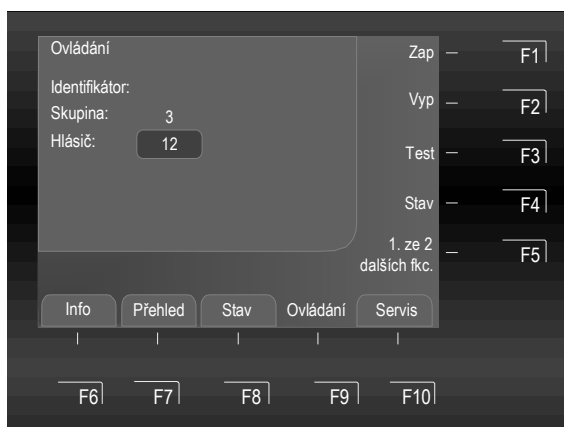 Ovládání
Identifikátor:
Skupina: 3
Hlásič: 12
Zap – F1
Vyp – F2
Test – F3
Stav – F4
1. ze 2
dalších fkc. – F5
Info Přehled Stav Ovládání Servis
F6 F7 F8 F9 F10